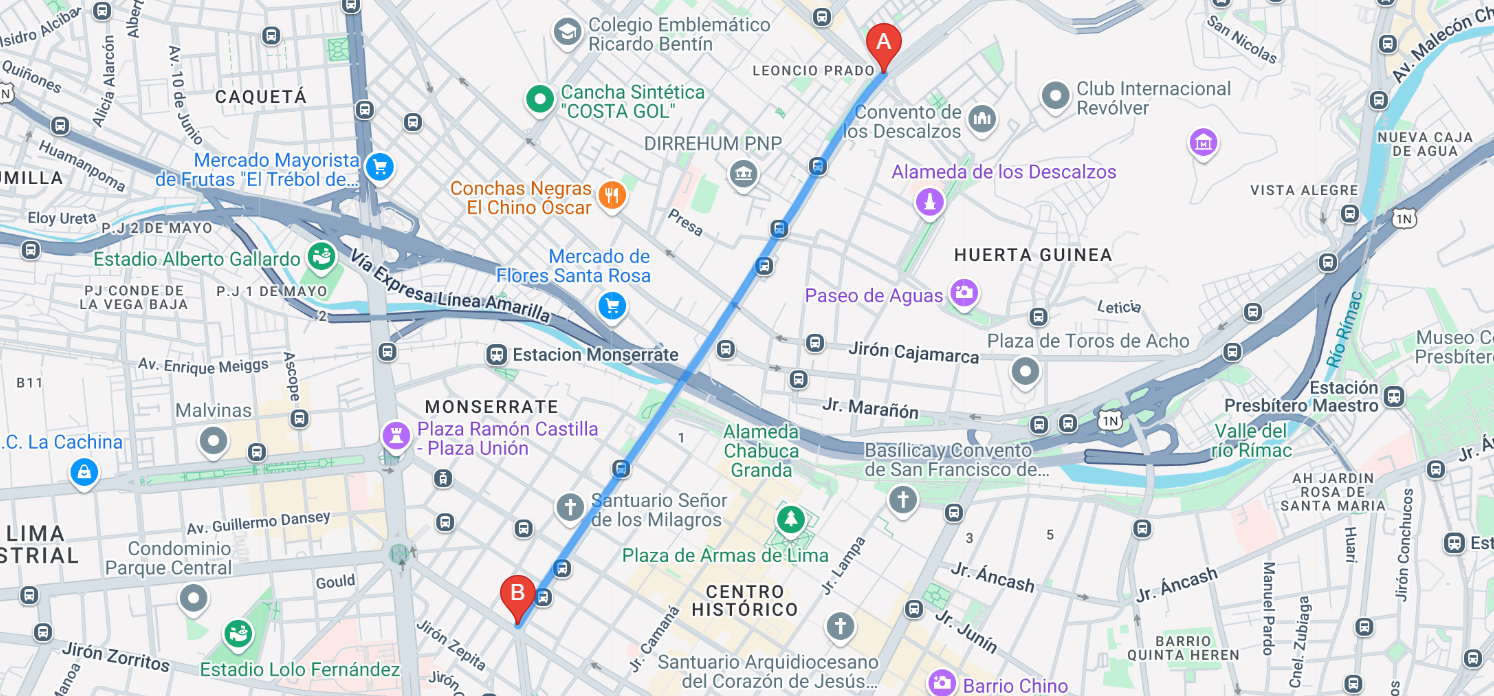 Isidro Alcibar
Alberto
Alicia Alarcón
Av. 10 de Junio
Quiñones
N
CAQUETÁ
Colegio Emblemático
Ricardo Bentín
LEONCIO PRADO
A
San Nicolas
Av. Malecón Ch
Cancha Sintética
"COSTA GOL"
Convento de
los Descalzos
Club Internacional
Revólver
Huamanpoma
DIRREHUM PNP
NUEVA CAJA
DE AGUA
UMILLA
Mercado Mayorista
de Frutas "El Trébol de...
Conchas Negras
El Chino Óscar
Alameda de los Descalzos
VISTA ALEGRE
Eloy Ureta
P.J 2 DE MAYO
Presa
1N
Estadio Alberto Gallardo
Vía Expresa Línea Amarilla
Mercado de
Flores Santa Rosa
HUERTA GUINEA
PJ CONDE DE
LA VEGA BAJA
P.J 1 DE MAYO
2
Paseo de Aguas
Leticia
Río Rímac
Estacion Monserrate
Jirón Cajamarca
Plaza de Toros de Acho
Museo Ce
Presbíter
Av. Enrique Meiggs
Ascope
B11
Malvinas
MONSERRATE
Jr. Marañón
1N
Estación
Presbítero Maestro
.C. La Cachina
Plaza Ramón Castilla
- Plaza Unión
1
Alameda
Chabuca
Granda
Basílica y Convento
de San Francisco de...
Valle del
río Rímac
Jr. Á
AH JARDIN
ROSA DE
SANTA MARIA
Santuario Señor
de los Milagros
Av. Guillermo Dansey
LIMA
STRIAL
Condominio
Parque Central
Plaza de Armas de Lima
3
5
Jr. Lampa
Huari
Jirón Conchucos
Est
Gould
B
CENTRO
HISTÓRICO
Jr. Áncash
Jr. Áncash
Jr. Camaná
Jr. Junín
Manuel Pardo
Cnel. Zubiaga
Jirón Zepita
Jirón Zorritos
Manoa
Estadio Lolo Fernández
Jirón
Santuario Arquidiocesano
del Corazón de Jesús...
Barrio Chino
BARRIO
QUINTA HEREN